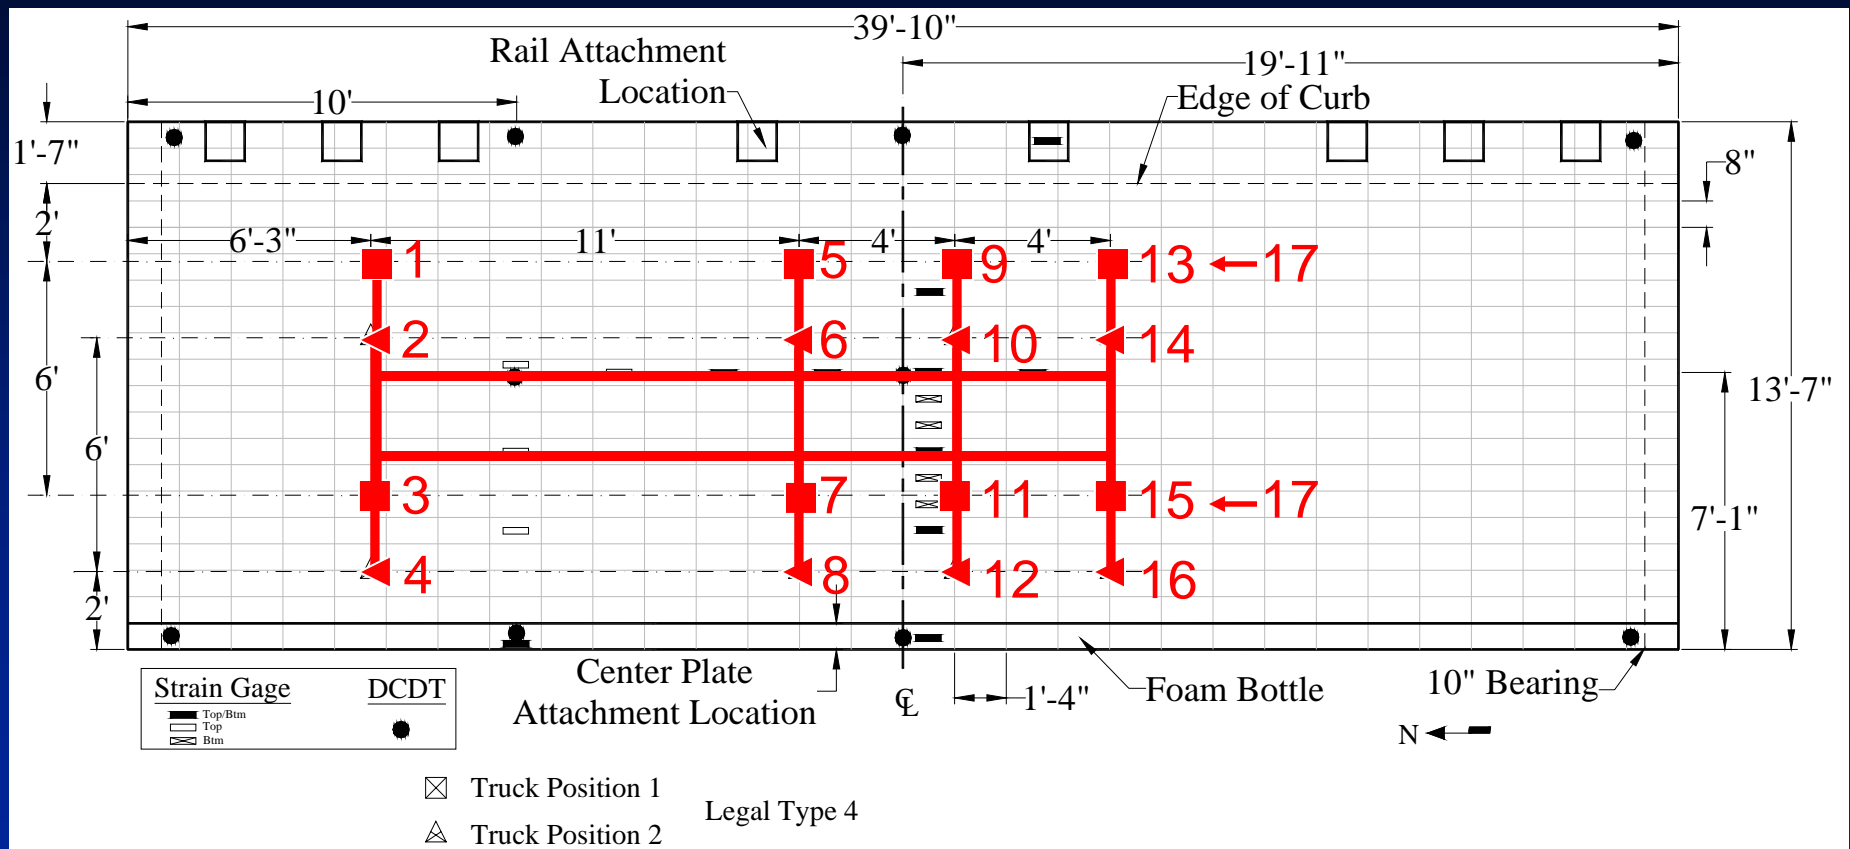 39'-10"
Rail Attachment
Location
19'-11"
10'
Edge of Curb
1'-7"
8"
2'
6'-3"
11'
4'
4'
1
5
9
13
17
2
6
10
14
6'
13'-7"
6'
3
7
11
15
17
7'-1"
4
8
12
16
2'
Strain Gage
DCDT
Top/Btm
Top
Btm
Center Plate
Attachment Location
℄
1'-4"
Foam Bottle
10" Bearing
N
Truck Position 1
Legal Type 4
Truck Position 2